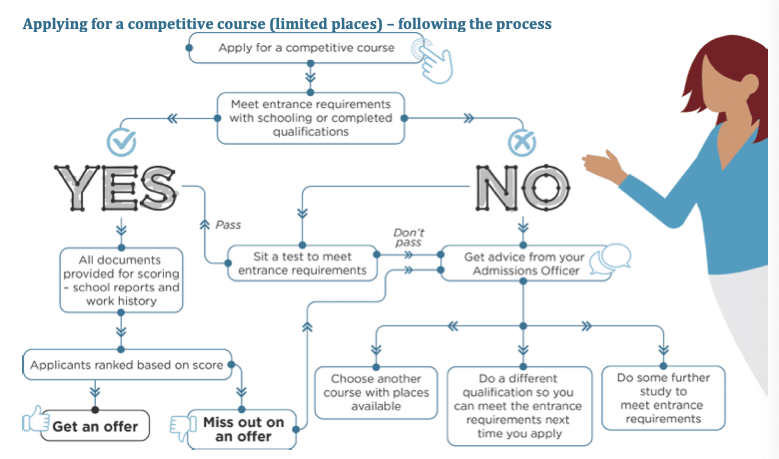 Applying for a competitive course (limited places) – following the process
Apply for a competitive course
Meet entrance requirements
with schooling or completed
qualifications
YES
NO
Pass
Don't
pass
All documents
provided for scoring
– school reports and
work history
Sit a test to meet
entrance requirements
Get advice from your
Admissions Officer
Applicants ranked based on score
Choose another
course with places
available
Do a different
qualification so you
can meet the entrance
requirements next
time you apply
Do some further
study to
meet entrance
requirements
Get an offer
Miss out on
an offer